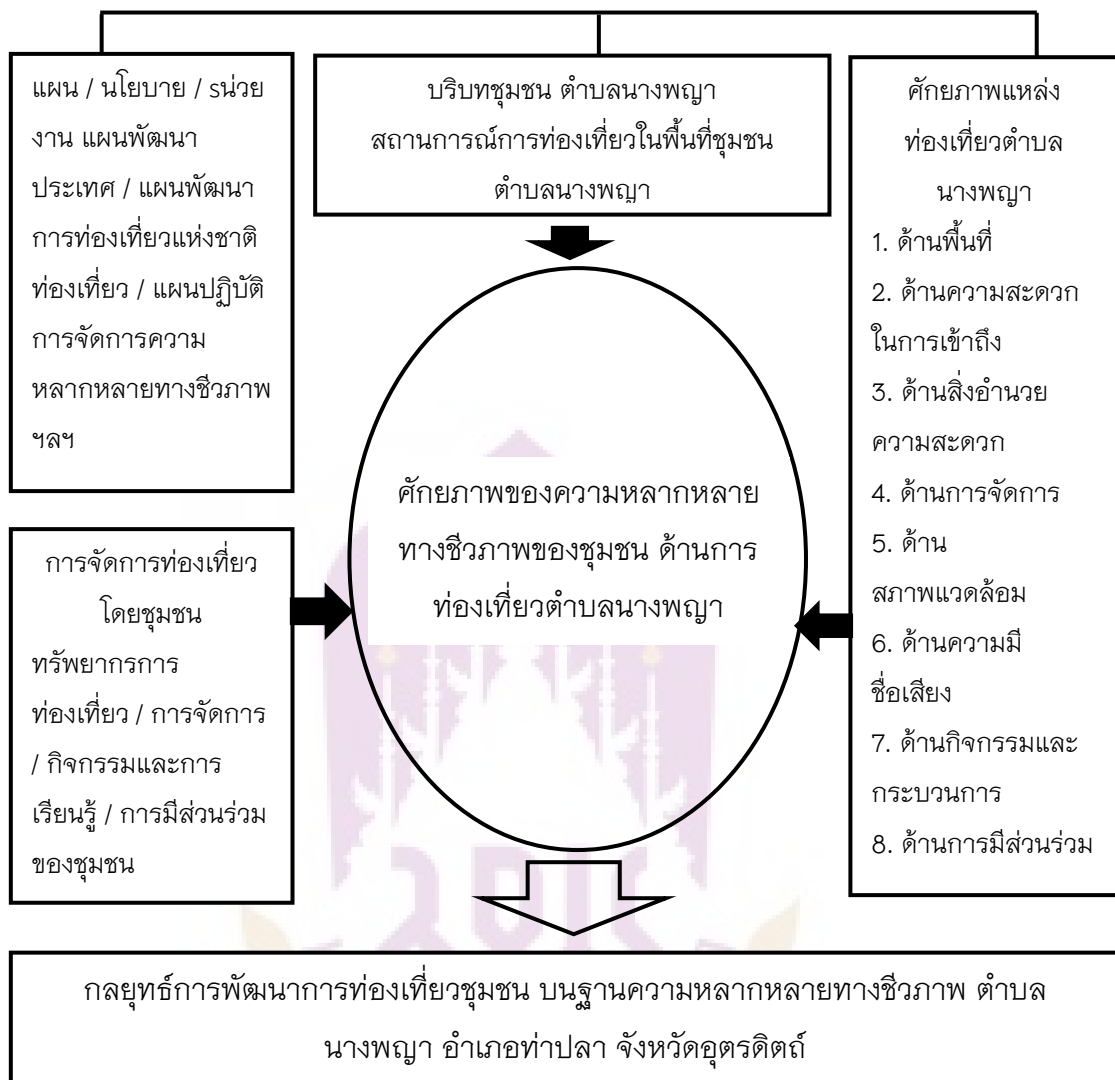 แผน / นโยบาย / sน่วย
งาน แผนพัฒนา
ประเทศ / แผนพัฒนา
การท่องเที่ยวแห่งชาติ
ท่องเที่ยว / แผนปฏิบัติ
การจัดการความ
หลากหลายทางชีวภาพ
ฯลฯ
บริบทชุมชน ตำบลนางพญา
สถานการณ์การท่องเที่ยวในพื้นที่ชุมชน
ตำบลนางพญา
ศักยภาพแหล่ง
ท่องเที่ยวตำบล
นางพญา
1. ด้านพื้นที่
2. ด้านความสะดวก
ในการเข้าถึง
3. ด้านสิ่งอำนวย
ความสะดวก
4. ด้านการจัดการ
5. ด้าน
สภาพแวดล้อม
6. ด้านความมี
ชื่อเสียง
7. ด้านกิจกรรมและ
กระบวนการ
8. ด้านการมีส่วนร่วม
ศักยภาพของความหลากหลาย
ทางชีวภาพของชุมชน ด้านการ
ท่องเที่ยวตำบลนางพญา
การจัดการท่องเที่ยว
โดยชุมชน
ทรัพยากรการ
ท่องเที่ยว / การจัดการ
/ กิจกรรมและการ
เรียนรู้ / การมีส่วนร่วม
ของชุมชน
กลยุทธ์การพัฒนาการท่องเที่ยวชุมชน บนฐานความหลากหลายทางชีวภาพ ตำบล
นางพญา อำเภอท่าปลา จังหวัดอุตรดิตถ์